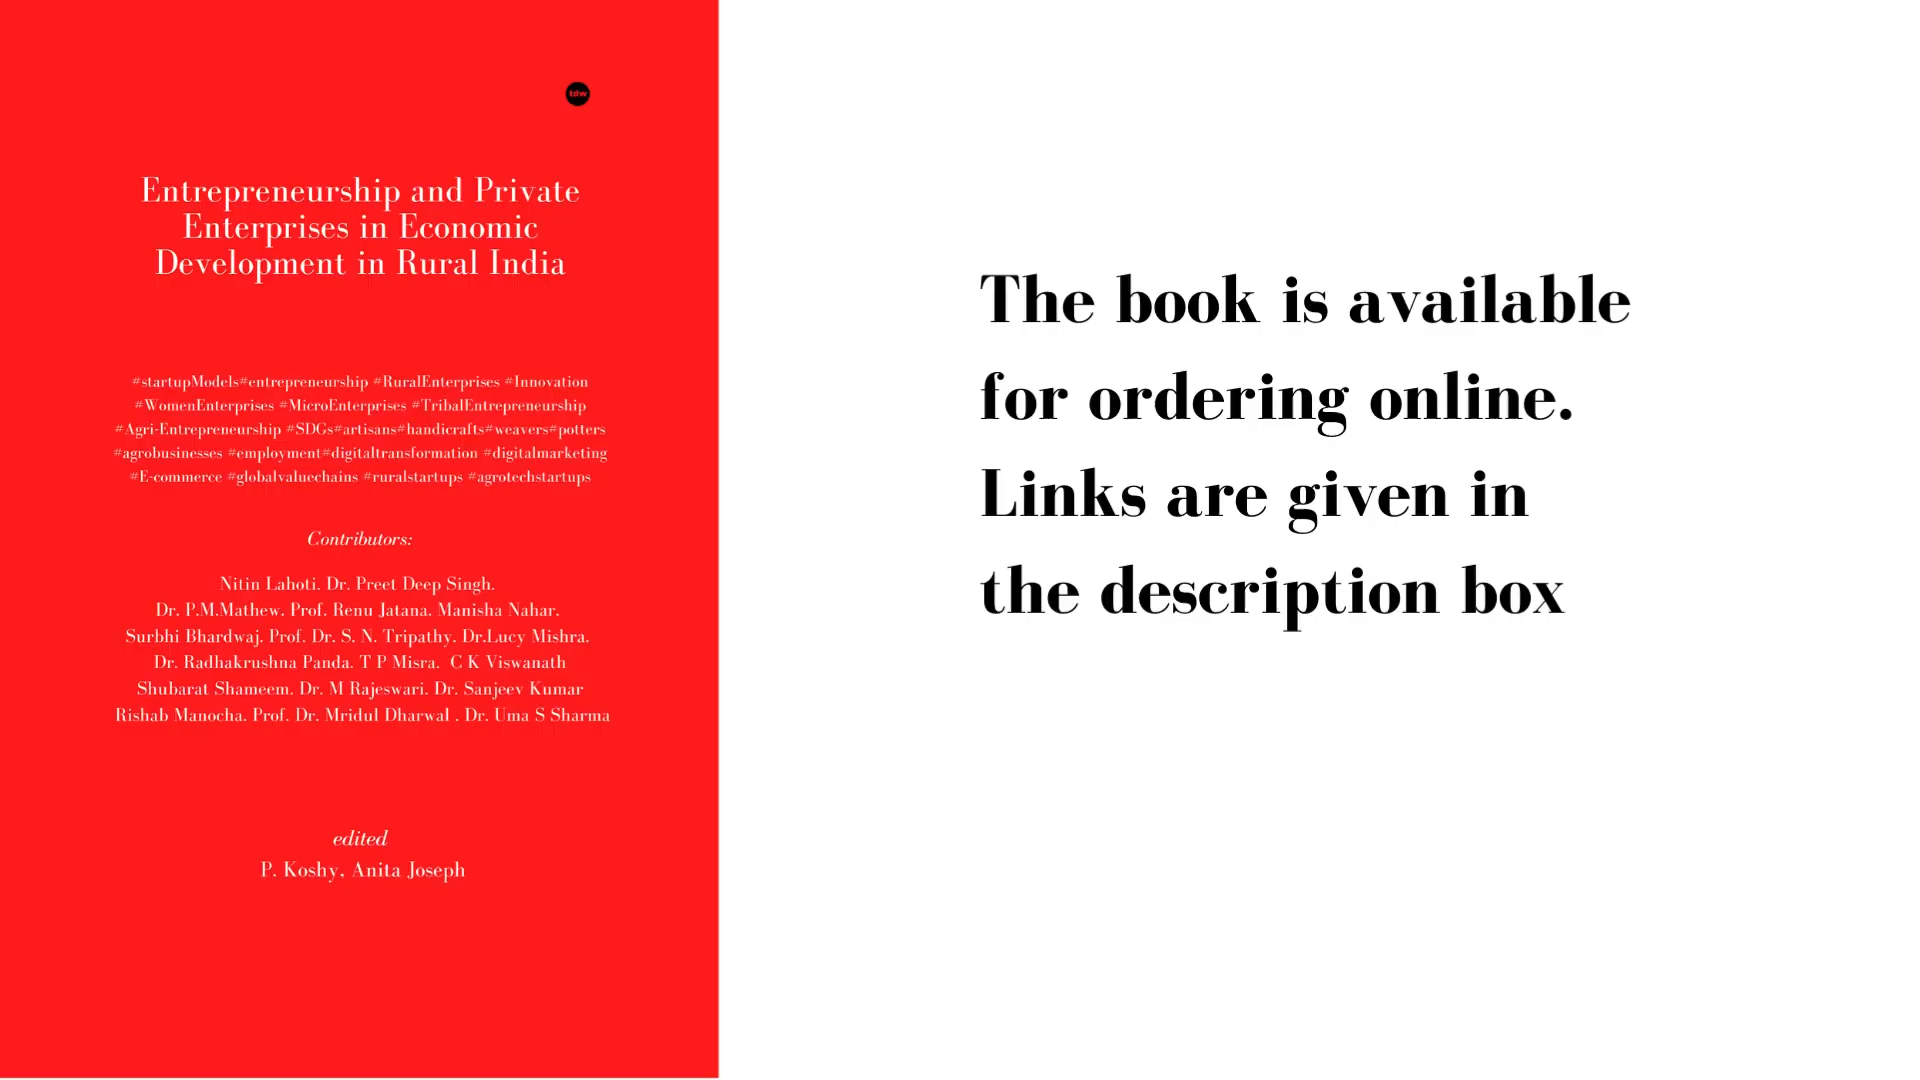 tdw
Entrepreneurship and Private
Enterprises in Economic
Development in Rural India
#startupModels#entrepreneurship #RuralEnterprises #Innovation
#WomenEnterprises #MicroEnterprises #TribalEntrepreneurship
#Agri-Entrepreneurship #SDGs#artisans#handicrafts#weavers#potters
#agrobusinesses #employment#digitaltransformation #digitalmarketing
#E-commerce #globalvaluechains #ruralstartups #agrotechstartups
Contributors:
Nitin Lahoti. Dr. Preet Deep Singh.
Dr. P.M.Mathew. Prof. Renu Jatana. Manisha Nahar.
Surbhi Bhardwaj. Prof. Dr. S. N. Tripathy. Dr.Lucy Mishra.
Dr. Radhakrushna Panda. T P Misra. C K Viswanath
Shubarat Shameem. Dr. M Rajeswari. Dr. Sanjeev Kumar
Rishab Manocha. Prof. Dr. Mridul Dharwal . Dr. Uma S Sharma
edited
P. Koshy, Anita Joseph
The book is available
for ordering online.
Links are given in
the description box